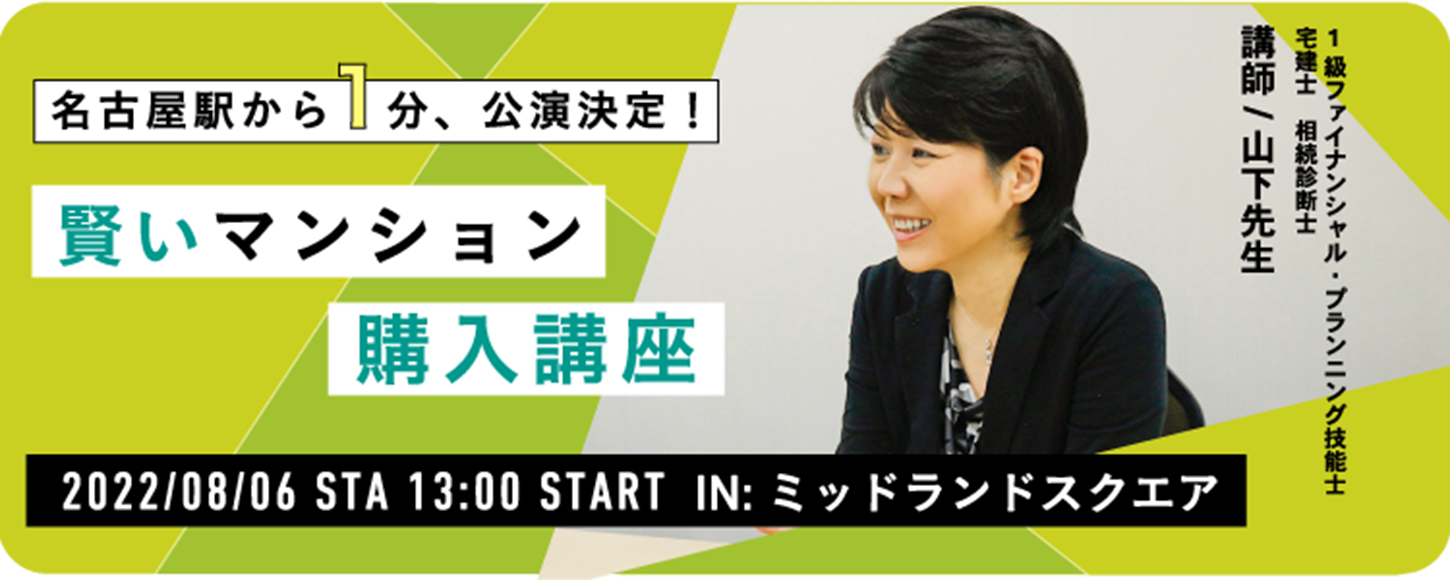 名古屋駅から1分、公演決定！
賢いマンション
購入講座
1級ファイナンシャル・プランニング技能士
宅建士 相続診断士
講師/山下先生
2022/08/06 STA 13:00 START IN: ミッドランドスクエア